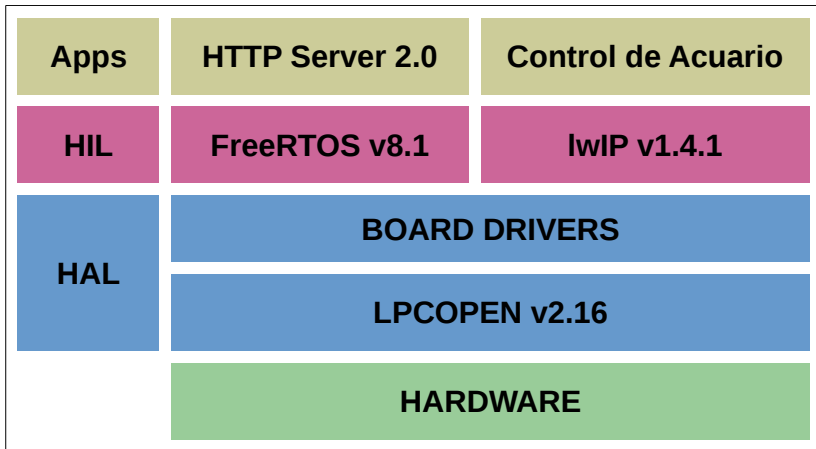 Apps
HTTP Server 2.0
Control de Acuario
HIL
FreeRTOS v8.1
lwIP v1.4.1
HAL
BOARD DRIVERS
LPCOPEN v2.16
HARDWARE